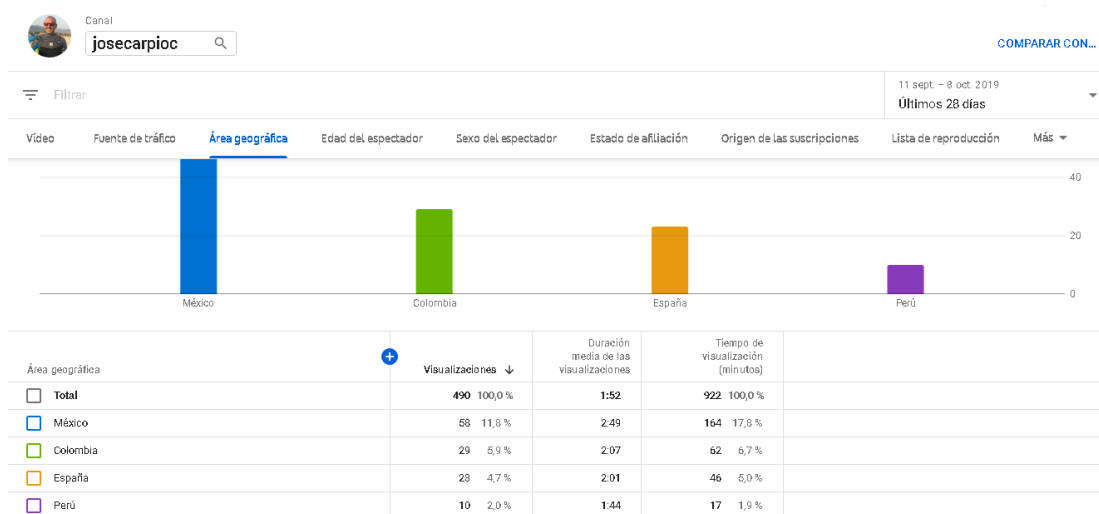 Canal
josecarpioc
COMPARAR CON...
Filtrar
11 sept. – 8 oct. 2019
Últimos 28 días
Vídeo Fuente de tráfico Área geográfica Edad del espectador Sexo del espectador Estado de afiliación Origen de las suscripciones Lista de reproducción Más
40
20
0
México Colombia España Perú
Área geográfica
Visualizaciones
Duración
media de las
visualizaciones
Tiempo de
visualización
(minutos)
Total 490 100,0 % 1:52 922 100,0 %
México 58 11,8 % 2:49 164 17,8 %
Colombia 29 5,9 % 2:07 62 6,7 %
España 23 4,7 % 2:01 46 5,0 %
Perú 10 2,0 % 1:44 17 1,9 %